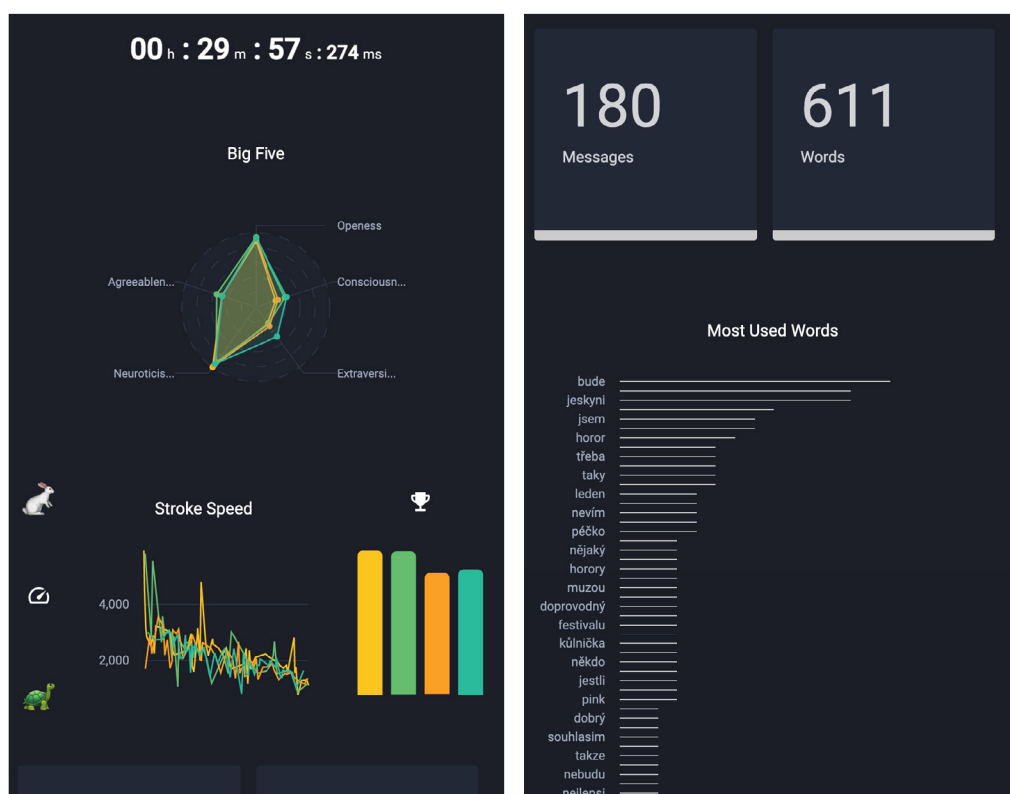 00 h : 29 m : 57 s : 274 ms
Big Five
Openess
Agreeablen...
Consciousn...
Neuroticis...
Extraversi...
Stroke Speed
4,000
2,000
180
611
Messages
Words
Most Used Words
bude
jeskyni
jsem
horor
třeba
taky
leden
nevím
péčko
nějaký
horory
muzou
doprovodný
festivalu
kůlnička
někdo
jestli
pink
dobrý
souhlasim
takze
nebudu
nejlepsi